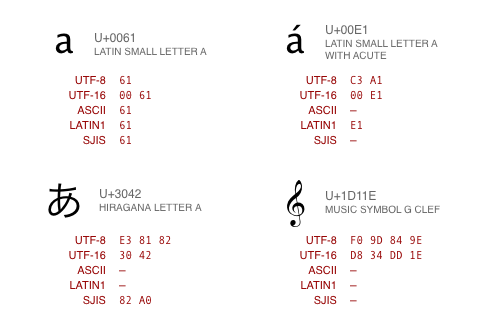 a U+0061
LATIN SMALL LETTER A
UTF-8 61
UTF-16 00 61
ASCII 61
LATIN1 61
SJIS 61
á U+00E1
LATIN SMALL LETTER A
WITH ACUTE
UTF-8 C3 A1
UTF-16 00 E1
ASCII –
LATIN1 E1
SJIS –
あ U+3042
HIRAGANA LETTER A
UTF-8 E3 81 82
UTF-16 30 42
ASCII –
LATIN1 –
SJIS 82 A0
𝄞 U+1D11E
MUSIC SYMBOL G CLEF
UTF-8 F0 9D 84 9E
UTF-16 D8 34 DD 1E
ASCII –
LATIN1 –
SJIS –